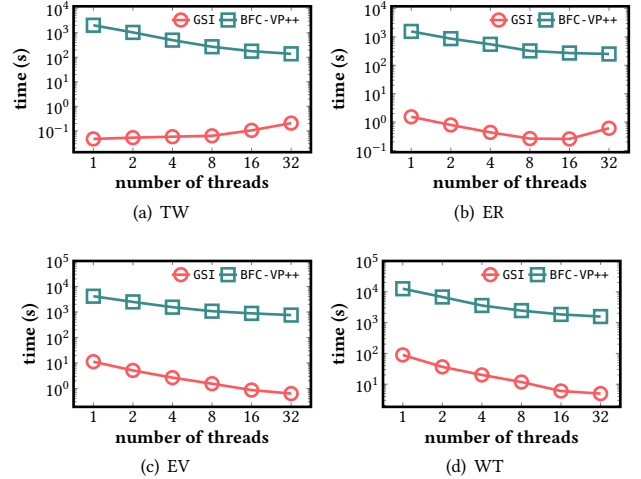 GSI BFC-VP++
time (s)
10^4
10^2
10^0
10^-1
1 2 4 8 16 32
number of threads
(a) TW
GSI BFC-VP++
time (s)
10^4
10^3
10^2
10^1
10^0
10^-1
1 2 4 8 16 32
number of threads
(b) ER
GSI BFC-VP++
time (s)
10^5
10^4
10^3
10^2
10^1
10^0
1 2 4 8 16 32
number of threads
(c) EV
GSI BFC-VP++
time (s)
10^5
10^4
10^3
10^2
10^1
1 2 4 8 16 32
number of threads
(d) WT